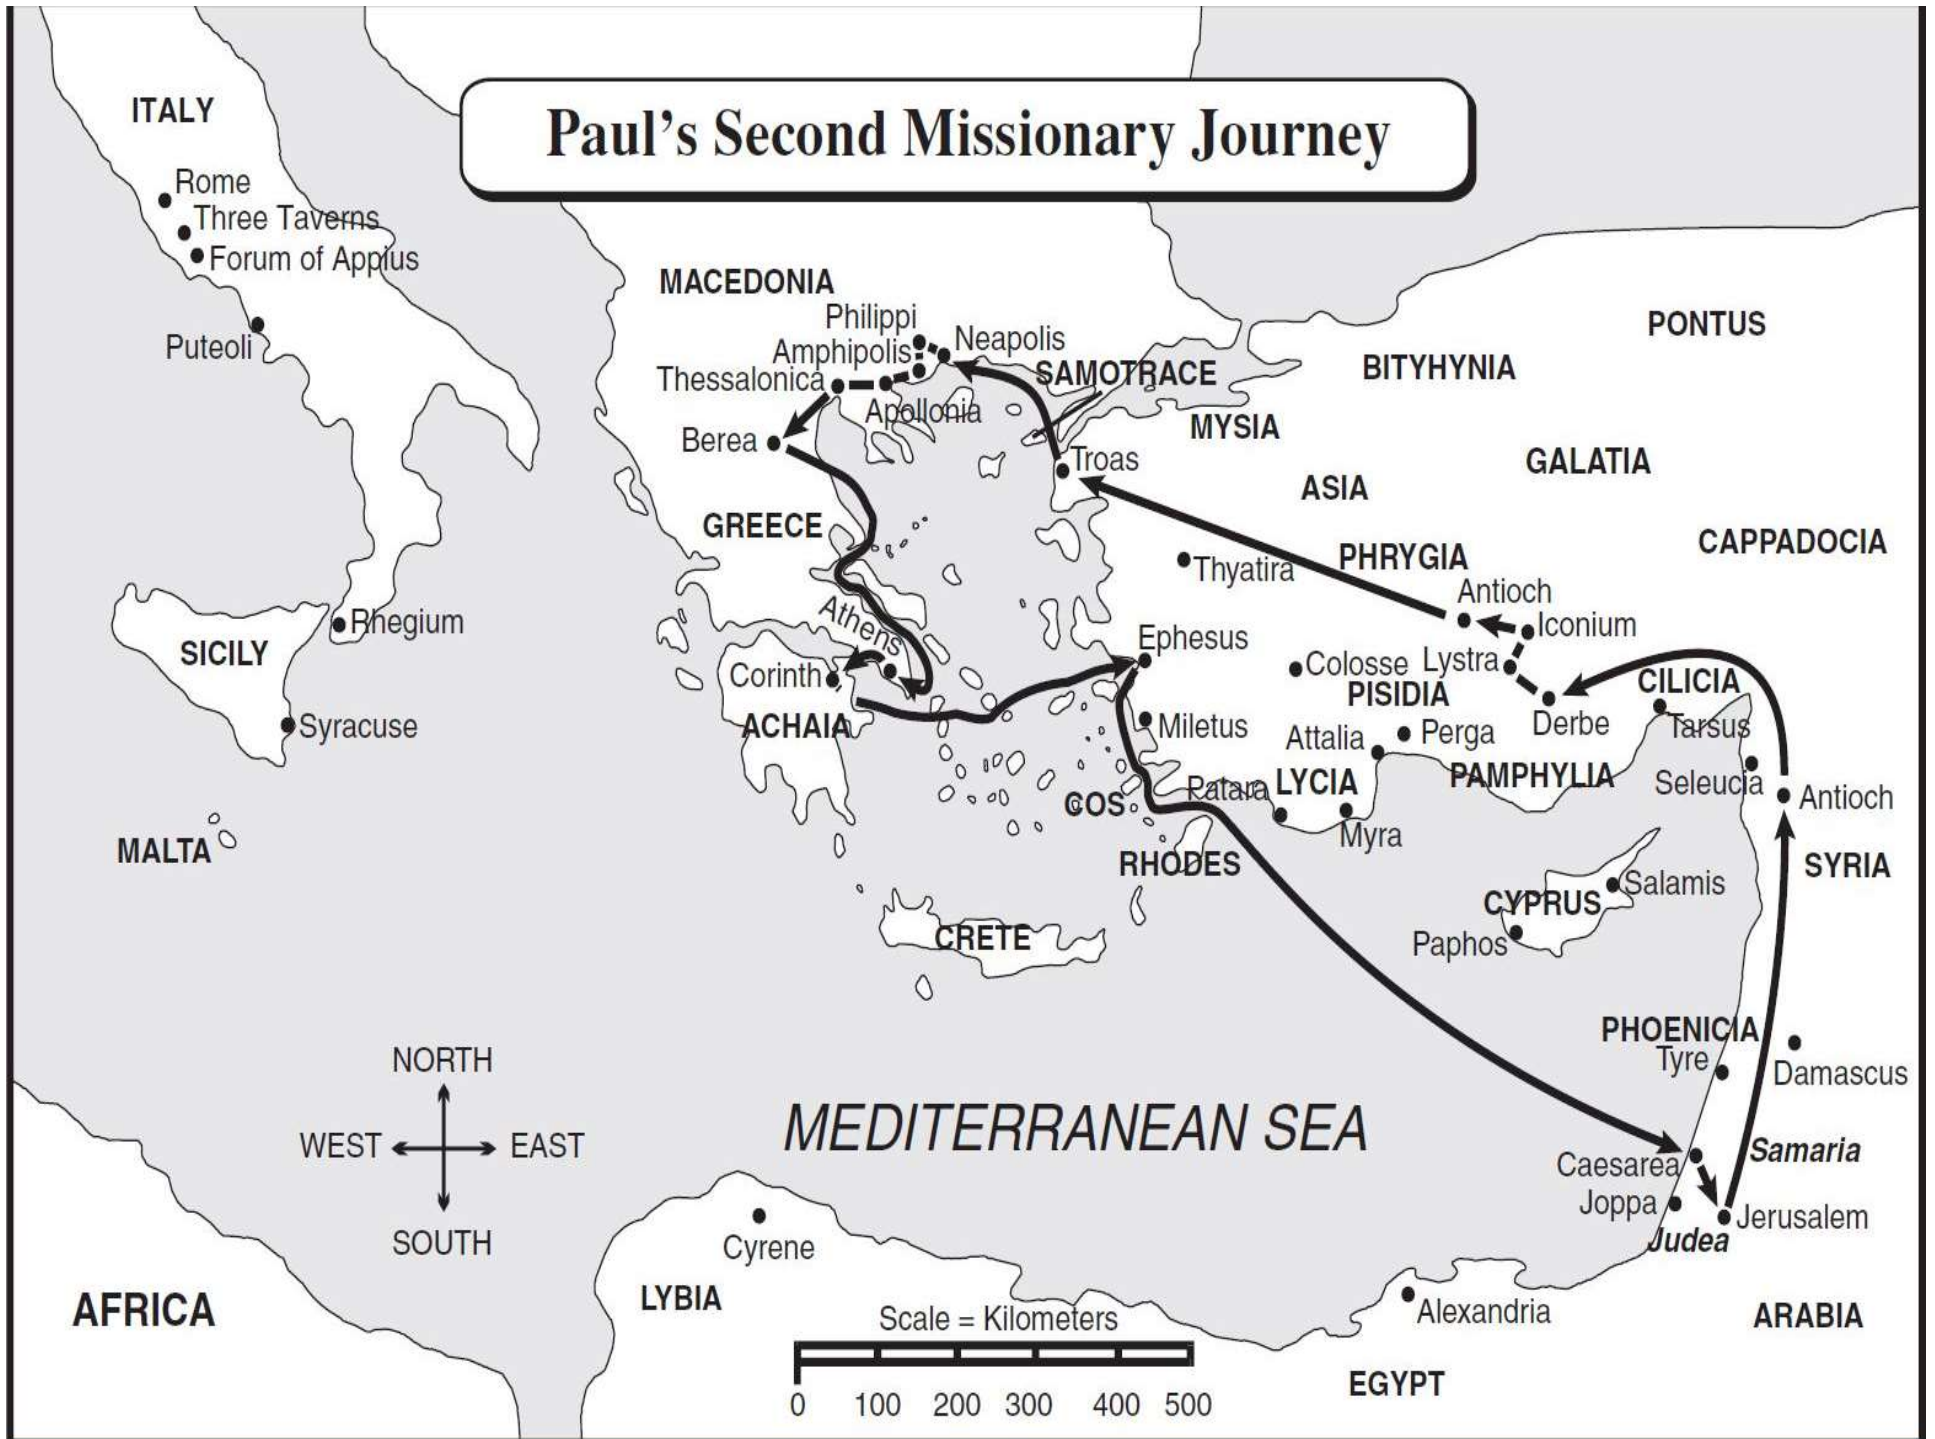 Paul's Second Missionary Journey
ITALY
Rome
Three Taverns
Forum of Appius
Puteoli
MACEDONIA
Philippi
Neapolis
Amphipolis
SAMOTRACE
Thessalonica
Apollonia
Berea
Troas
MYSIA
BITYHYNIA
PONTUS
GALATIA
ASIA
GREECE
PHRYGIA
CAPPADOCIA
Thyatira
Antioch
Iconium
Athens
Ephesus
Rhegium
SICILY
Corinth
Colosse
Lystra
PISIDIA
CILICIA
ACHAIA
Syracuse
Miletus
Derbe
Tarsus
Attalia
Perga
PAMPHYLIA
Seleucia
Antioch
Patara
LYCIA
COS
Myra
MALTA
RHODES
SYRIA
Salamis
CYPRUS
Paphos
CRETE
PHOENICIA
Tyre
Damascus
NORTH
WEST
EAST
SOUTH
MEDITERRANEAN SEA
Samaria
Caesarea
Joppa
Jerusalem
Judea
Cyrene
LYBIA
AFRICA
Alexandria
ARABIA
EGYPT
Scale = Kilometers
0 100 200 300 400 500